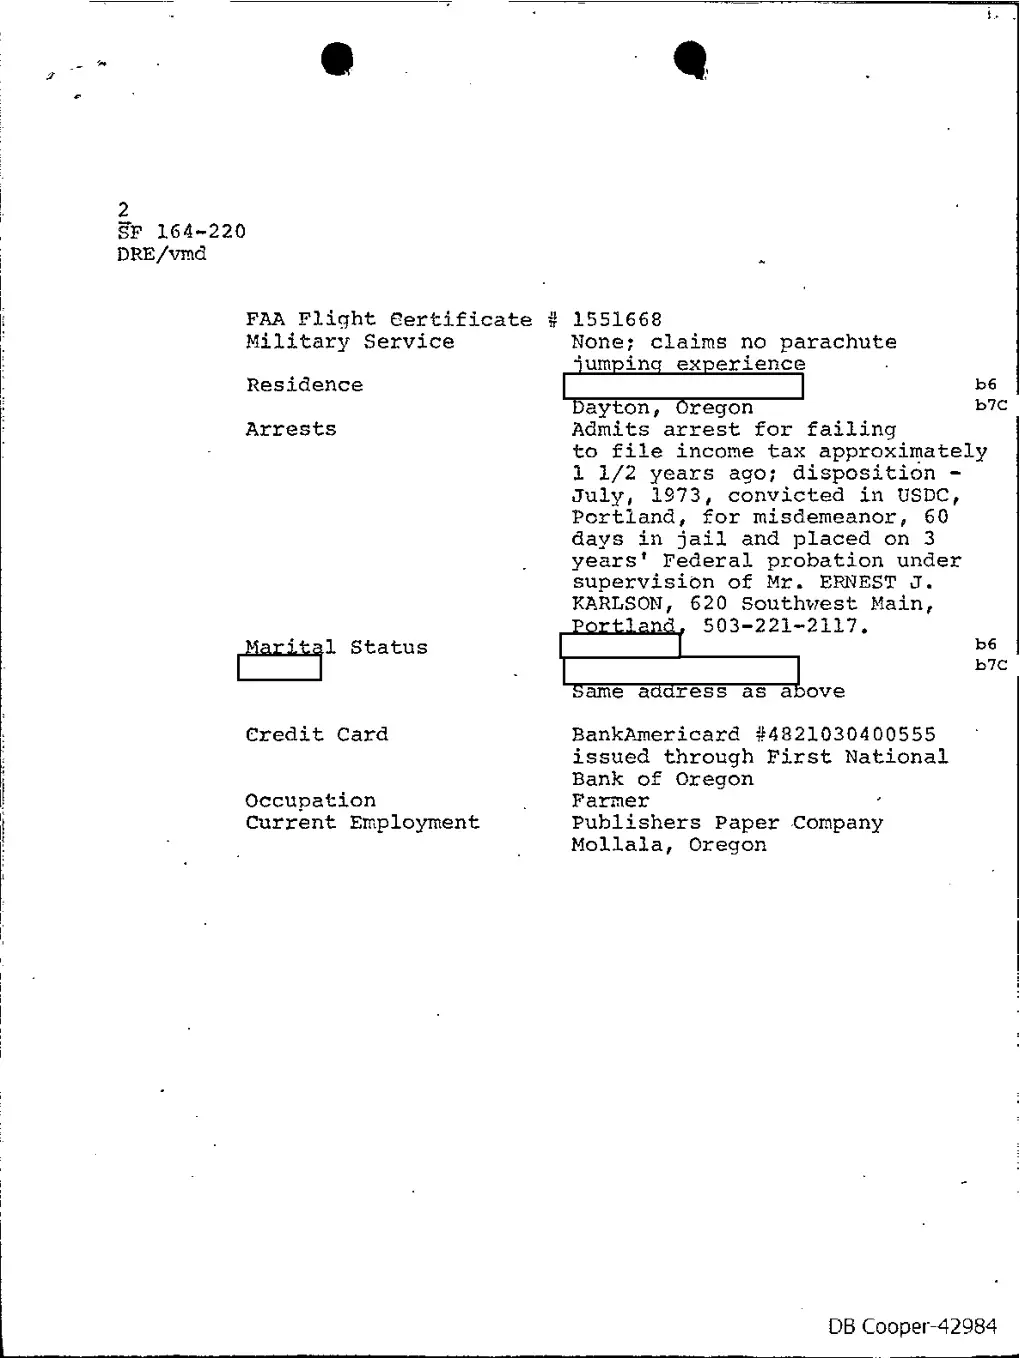 2
SF 164-220
DRE/vmd
FAA Flight Certificate # 1551668
Military Service None; claims no parachute
jumping experience
Residence b6
Dayton, Oregon b7C
Arrests Admits arrest for failing
to file income tax approximately
1 1/2 years ago; disposition -
July, 1973, convicted in USDC,
Portland, for misdemeanor, 60
days in jail and placed on 3
years' Federal probation under
supervision of Mr. ERNEST J.
KARLSON, 620 Southwest Main,
Portland, 503-221-2117.
Marital Status b6
b7C
Same address as above
Credit Card BankAmericard #4821030400555
issued through First National
Bank of Oregon
Occupation Farmer
Current Employment Publishers Paper Company
Mollala, Oregon
DB Cooper-42984